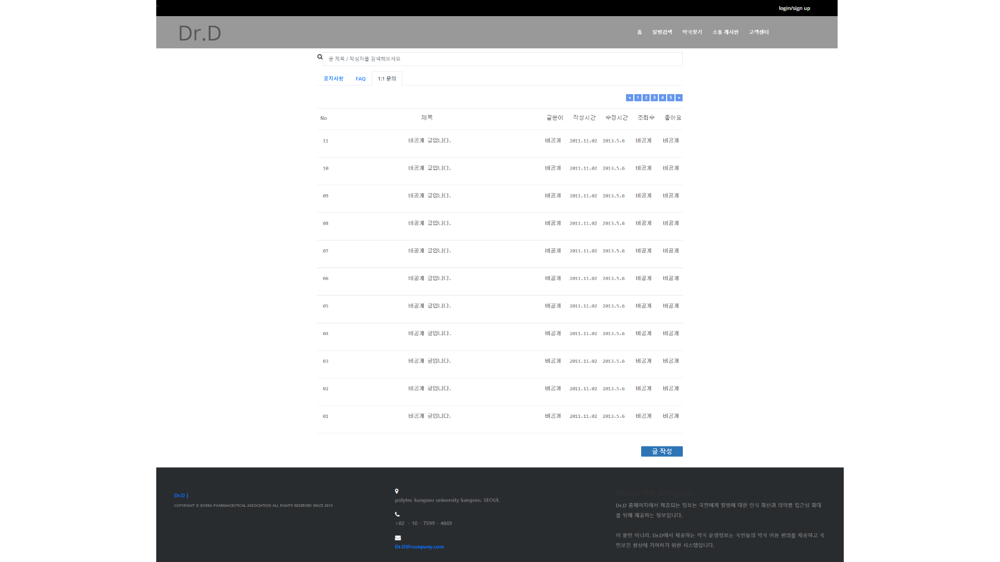 login/sign up
Dr.D
홈 질병검색 약국찾기 소통 게시판 고객센터
글 제목 / 작성자를 검색해보세요
공지사항 FAQ 1:1 문의
« 1 2 3 4 5 »
No 제목 글쓴이 작성시간 수정시간 조회수 좋아요
11 비공개 글입니다. 비공개 2011.11.02 2013.5.6 비공개 비공개
10 비공개 글입니다. 비공개 2011.11.02 2013.5.6 비공개 비공개
09 비공개 글입니다. 비공개 2011.11.02 2013.5.6 비공개 비공개
08 비공개 글입니다. 비공개 2011.11.02 2013.5.6 비공개 비공개
07 비공개 글입니다. 비공개 2011.11.02 2013.5.6 비공개 비공개
06 비공개 글입니다. 비공개 2011.11.02 2013.5.6 비공개 비공개
05 비공개 글입니다. 비공개 2011.11.02 2013.5.6 비공개 비공개
04 비공개 글입니다. 비공개 2011.11.02 2013.5.6 비공개 비공개
03 비공개 글입니다. 비공개 2011.11.02 2013.5.6 비공개 비공개
02 비공개 글입니다. 비공개 2011.11.02 2013.5.6 비공개 비공개
01 비공개 글입니다. 비공개 2011.11.02 2013.5.6 비공개 비공개
글 작성
Dr.D |
COPYRIGHT © KOREA PHARMACEUTICAL ASSOCIATION ALL RIGHTS RESERVED SINCE 2019
polytec kangseo university kangseo, SEOUL
+82 - 10 - 7599 - 4869
Dr.D@company.com
About the company
Dr.D 홈페이지에서 제공되는 정보는 국민에게 질병에 대한 인식 확산과 의약품 접근성 확대
를 위해 제공하는 정보입니다.
이 뿐만 아니라, Dr.D에서 제공하는 약국 운영정보는 국민들의 약국 이용 편의를 제공하고 국
민보건 향상에 기여하기 위한 시스템입니다.